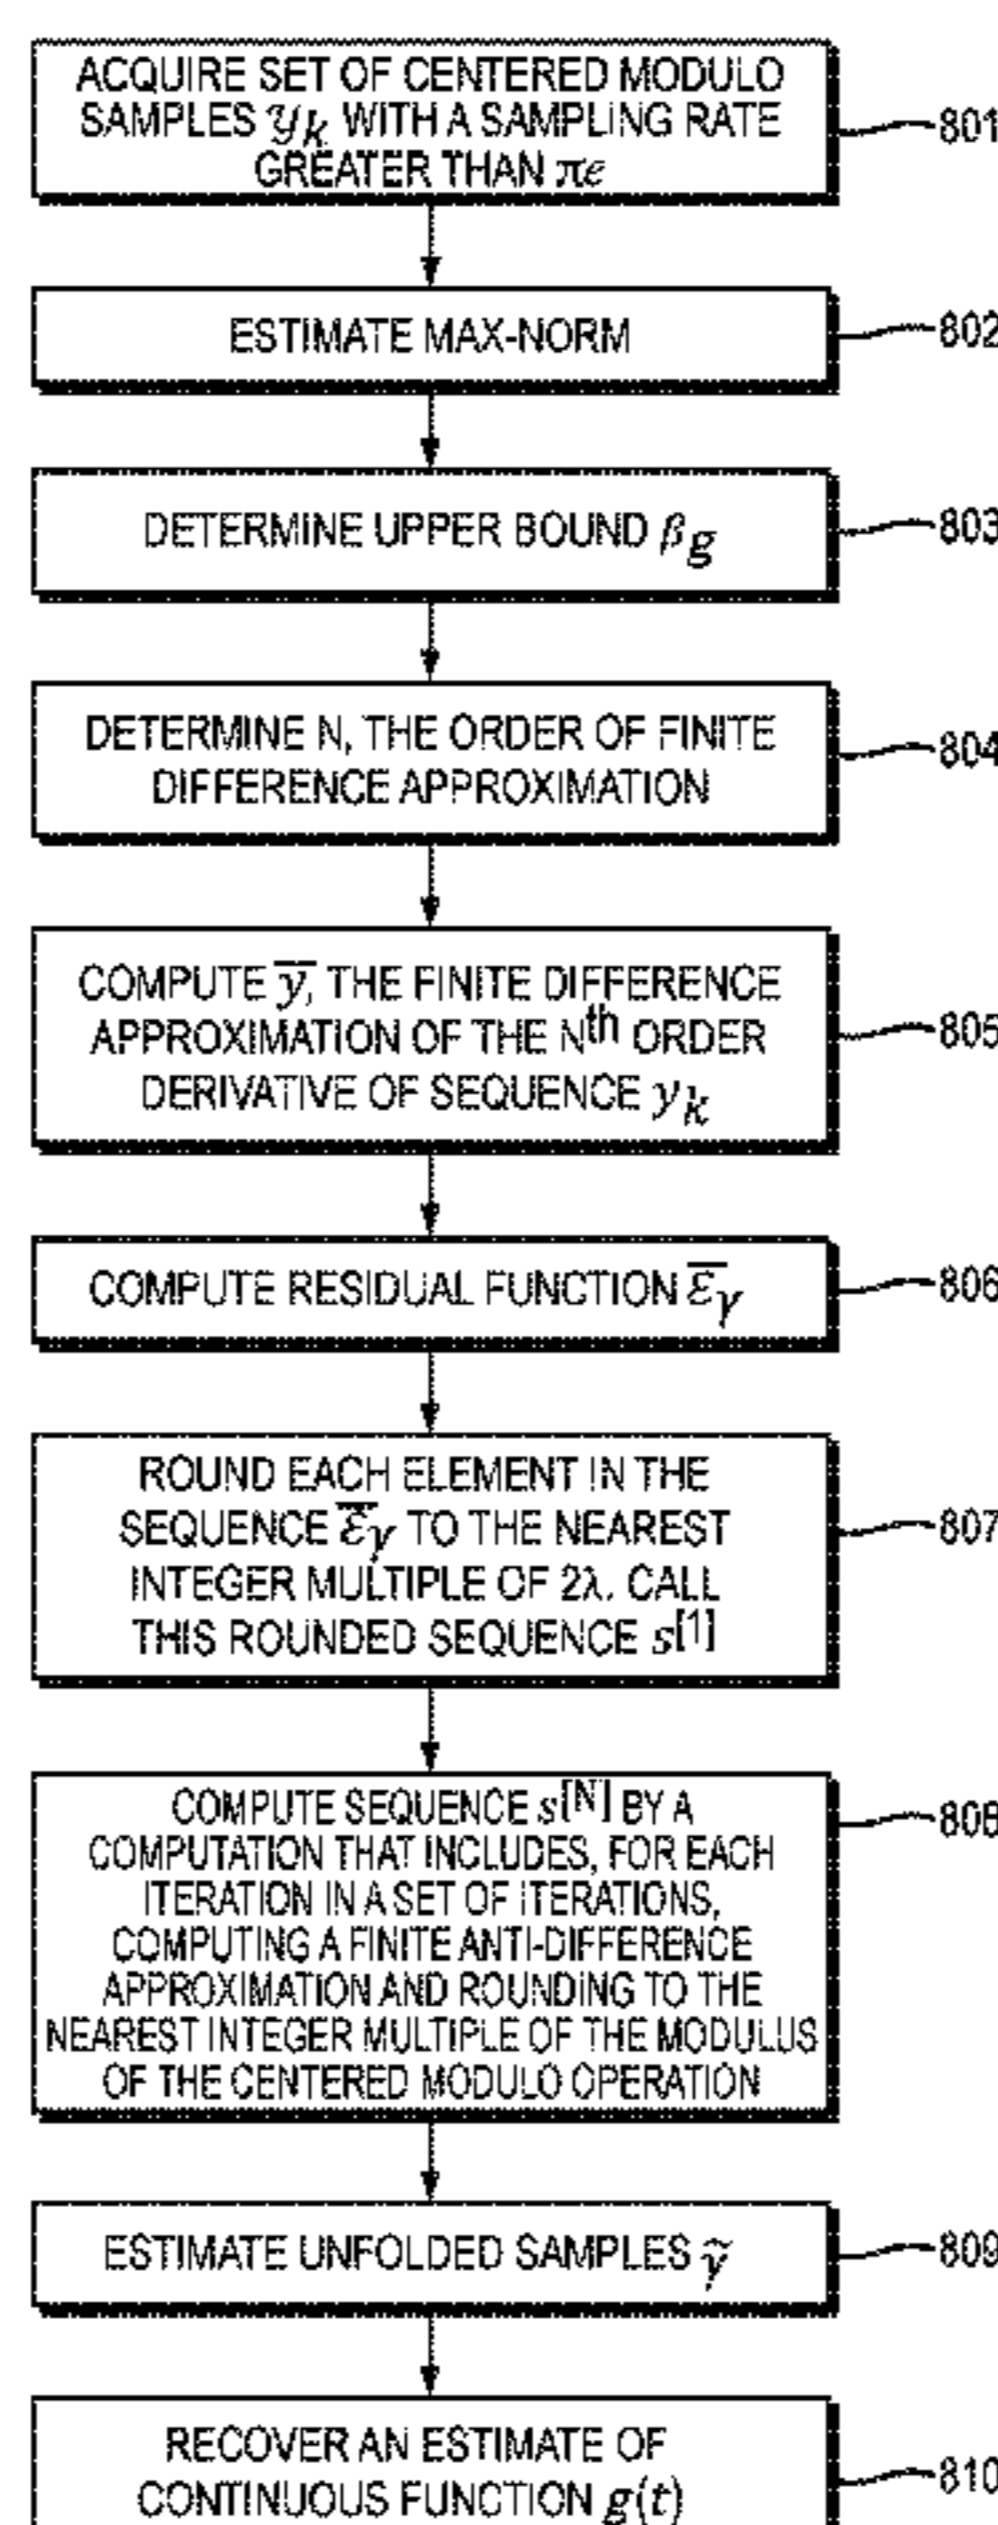 ACQUIRE SET OF CENTERED MODULO
SAMPLES yk WITH A SAMPLING RATE
GREATER THAN πe
801
ESTIMATE MAX-NORM
802
DETERMINE UPPER BOUND βg
803
DETERMINE N, THE ORDER OF FINITE
DIFFERENCE APPROXIMATION
804
COMPUTE y̅, THE FINITE DIFFERENCE
APPROXIMATION OF THE Nth ORDER
DERIVATIVE OF SEQUENCE yk
805
COMPUTE RESIDUAL FUNCTION ε̅γ
806
ROUND EACH ELEMENT IN THE
SEQUENCE ε̅γ TO THE NEAREST
INTEGER MULTIPLE OF 2λ. CALL
THIS ROUNDED SEQUENCE s[1]
807
COMPUTE SEQUENCE s[N] BY A
COMPUTATION THAT INCLUDES, FOR EACH
ITERATION IN A SET OF ITERATIONS,
COMPUTING A FINITE ANTI-DIFFERENCE
APPROXIMATION AND ROUNDING TO THE
NEAREST INTEGER MULTIPLE OF THE MODULUS
OF THE CENTERED MODULO OPERATION
808
ESTIMATE UNFOLDED SAMPLES γ̃
809
RECOVER AN ESTIMATE OF
CONTINUOUS FUNCTION g(t)
810